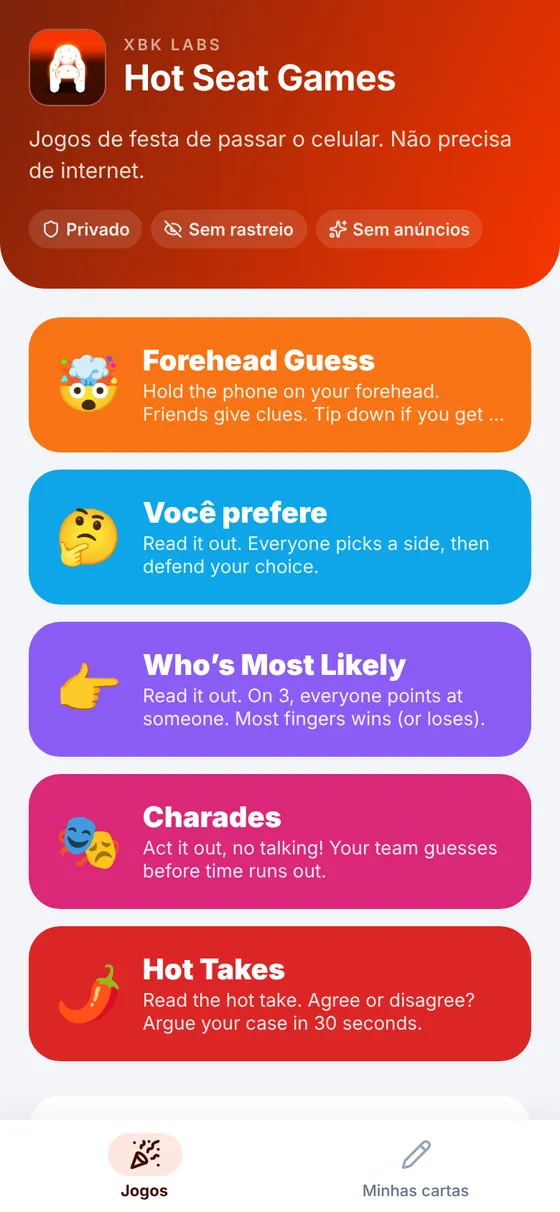 XBK LABS
Hot Seat Games
Jogos de festa de passar o celular. Não precisa
de internet.
Privado
Sem rastreio
Sem anúncios
Forehead Guess
Hold the phone on your forehead.
Friends give clues. Tip down if you get ...
Você prefere
Read it out. Everyone picks a side, then
defend your choice.
Who’s Most Likely
Read it out. On 3, everyone points at
someone. Most fingers wins (or loses).
Charades
Act it out, no talking! Your team guesses
before time runs out.
Hot Takes
Read the hot take. Agree or disagree?
Argue your case in 30 seconds.
Jogos
Minhas cartas